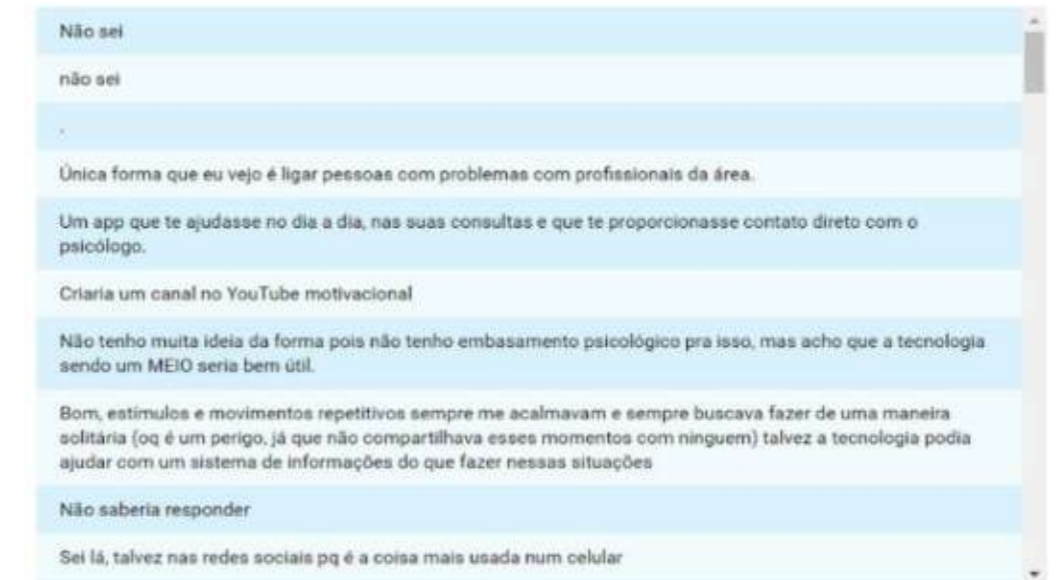 Não sei
não sei
.
Única forma que eu vejo é ligar pessoas com problemas com profissionais da área.
Um app que te ajudasse no dia a dia, nas suas consultas e que te proporcionasse contato direto com o
psicólogo.
Criaria um canal no YouTube motivacional
Não tenho muita ideia da forma pois não tenho embasamento psicológico pra isso, mas acho que a tecnologia
sendo um MEIO seria bem útil.
Bom, estímulos e movimentos repetitivos sempre me acalmavam e sempre buscava fazer de uma maneira
solitária (oq é um perigo, já que não compartilhava esses momentos com ninguem) talvez a tecnologia podia
ajudar com um sistema de informações do que fazer nessas situações
Não saberia responder
Sei lá, talvez nas redes sociais pq é a coisa mais usada num celular